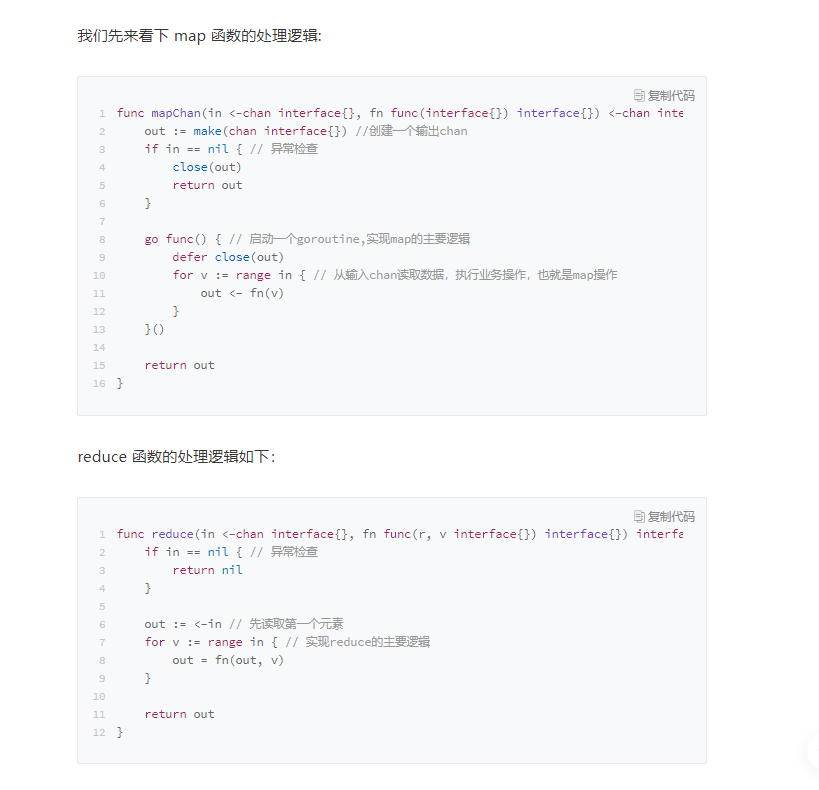 我们先来看下 map 函数的处理逻辑:
复制代码
1 func mapChan(in <-chan interface{}, fn func(interface{}) interface{}) <-chan inte
2     out := make(chan interface{}) //创建一个输出chan
3     if in == nil { // 异常检查
4         close(out)
5         return out
6     }
7
8     go func() { // 启动一个goroutine,实现map的主要逻辑
9         defer close(out)
10         for v := range in { // 从输入chan读取数据，执行业务操作，也就是map操作
11             out <- fn(v)
12         }
13     }()
14
15     return out
16 }
reduce 函数的处理逻辑如下：
复制代码
1 func reduce(in <-chan interface{}, fn func(r, v interface{}) interface{}) interfa
2     if in == nil { // 异常检查
3         return nil
4     }
5
6     out := <-in // 先读取第一个元素
7     for v := range in { // 实现reduce的主要逻辑
8         out = fn(out, v)
9     }
10
11     return out
12 }